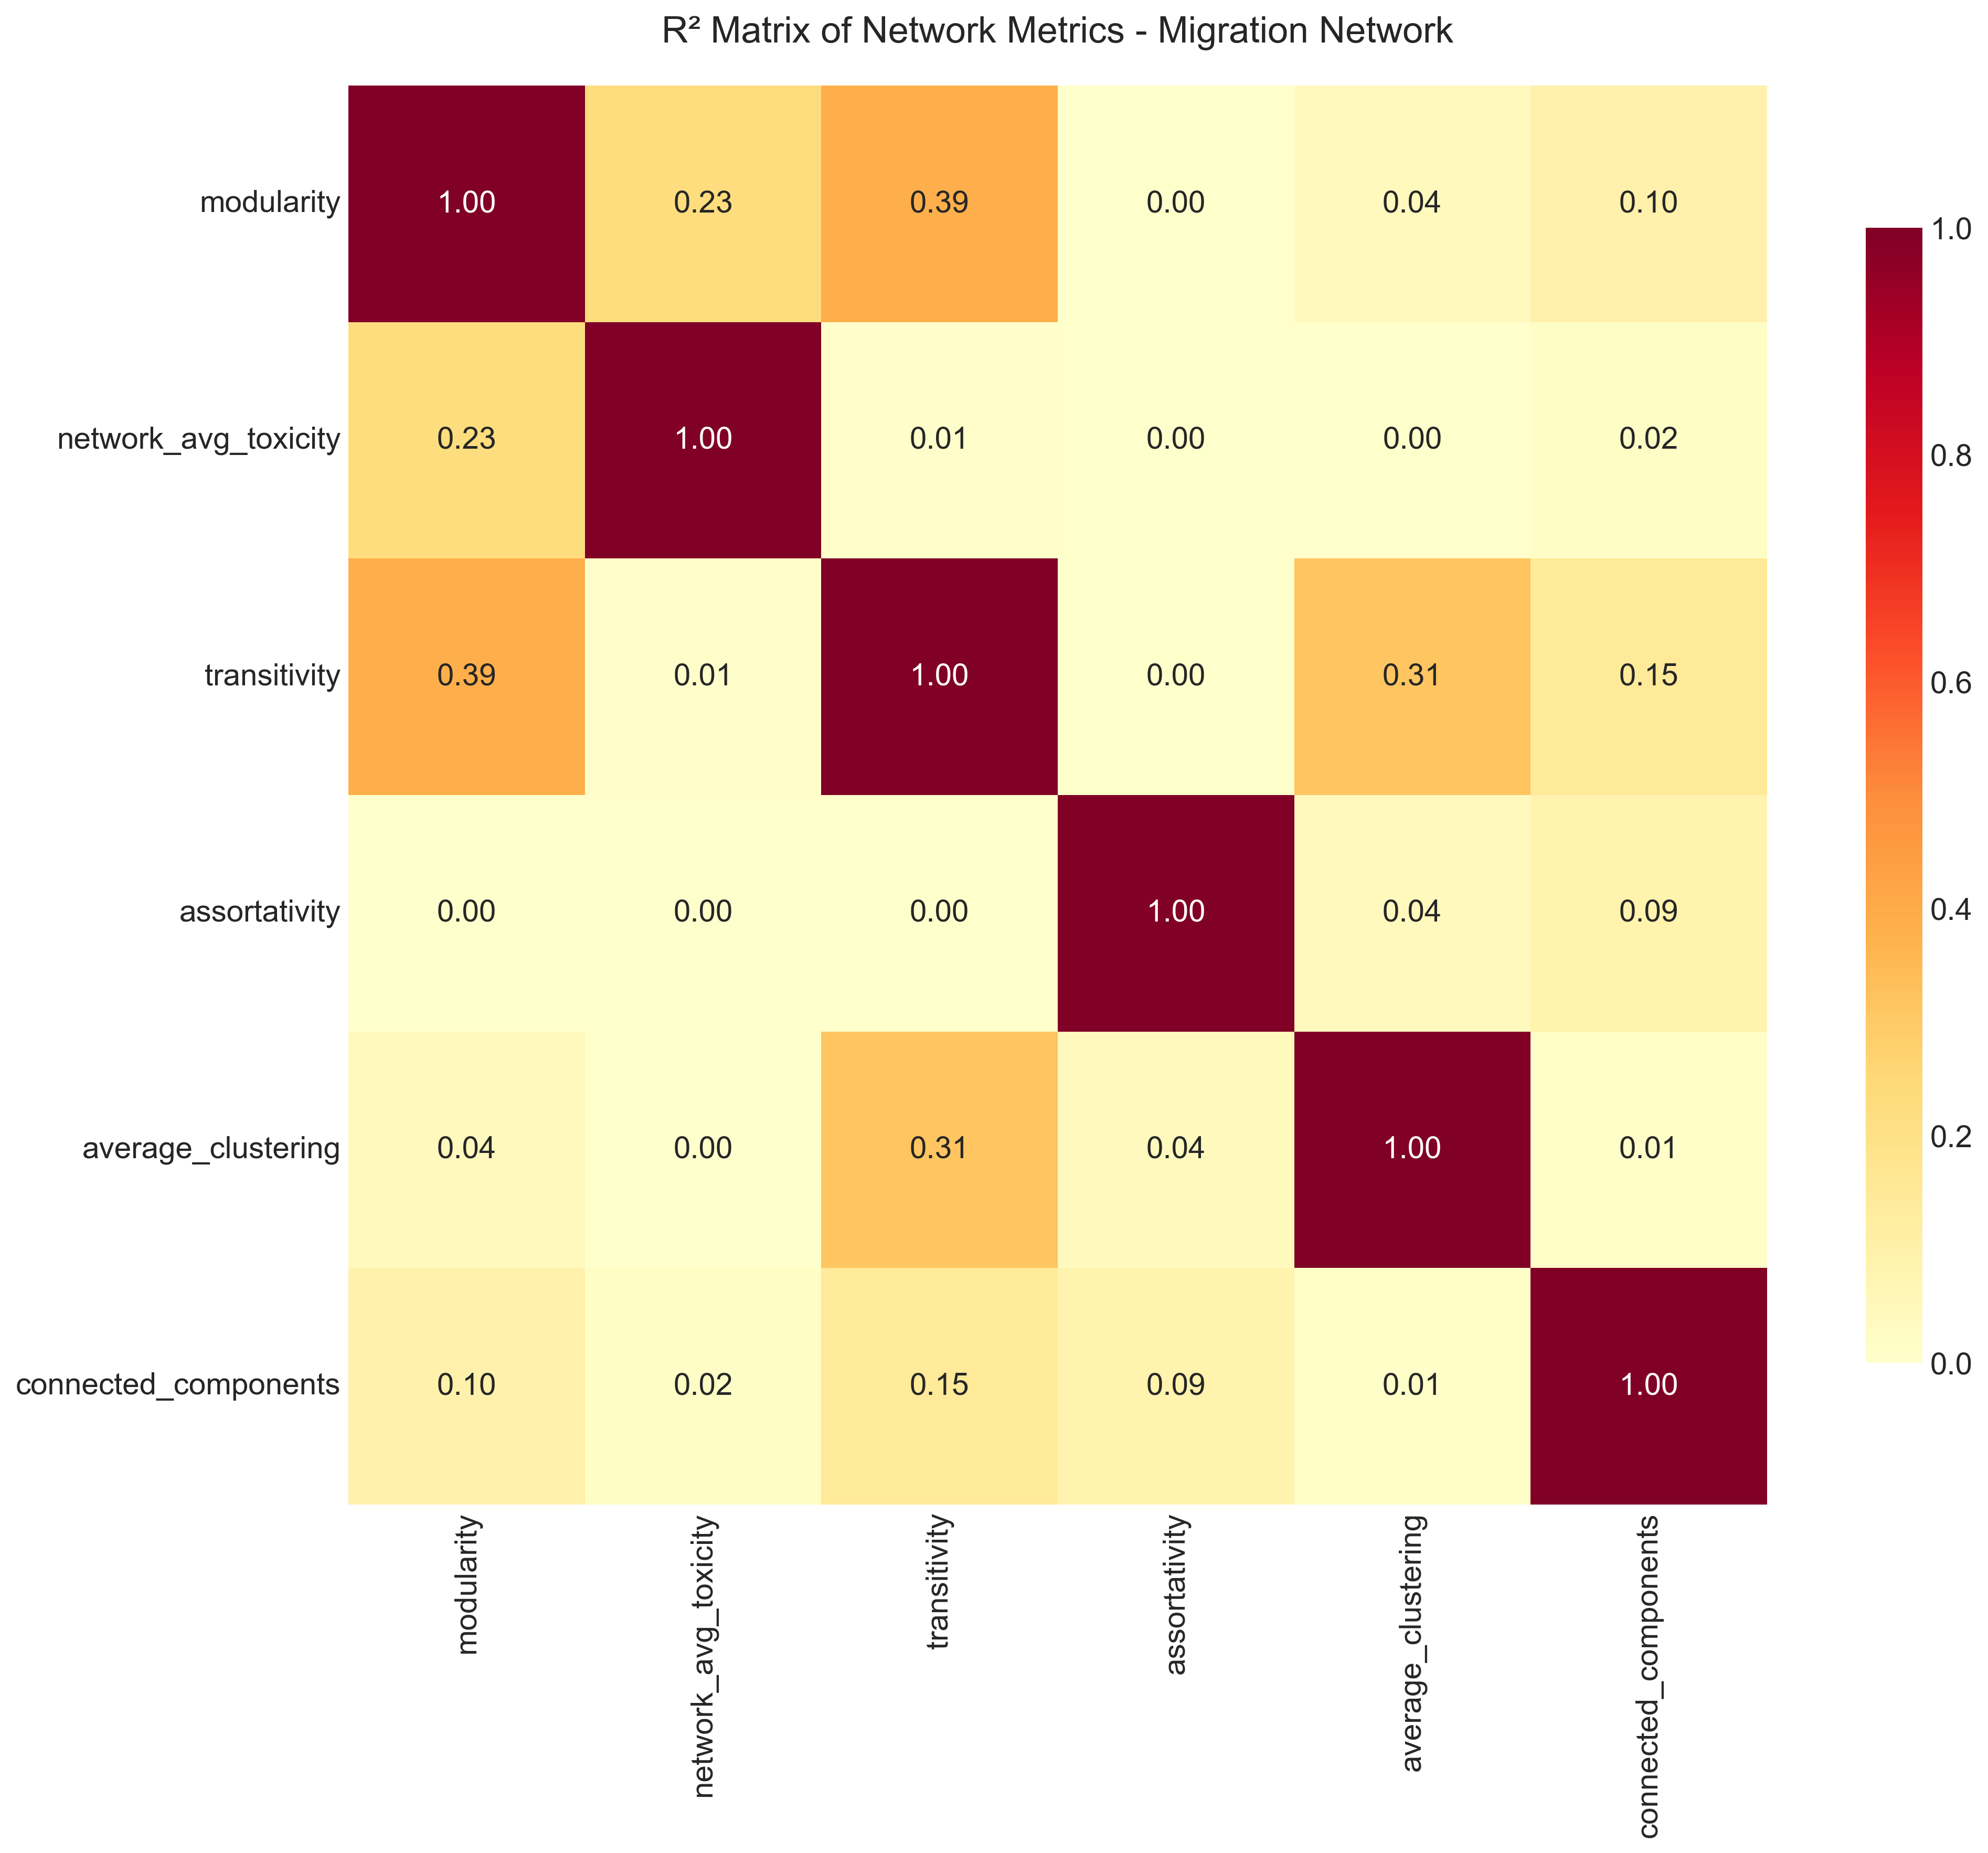 R² Matrix of Network Metrics - Migration Network
modularity 1.00 0.23 0.39 0.00 0.04 0.10
network_avg_toxicity 0.23 1.00 0.01 0.00 0.00 0.02
transitivity 0.39 0.01 1.00 0.00 0.31 0.15
assortativity 0.00 0.00 0.00 1.00 0.04 0.09
average_clustering 0.04 0.00 0.31 0.04 1.00 0.01
connected_components 0.10 0.02 0.15 0.09 0.01 1.00
modularity
network_avg_toxicity
transitivity
assortativity
average_clustering
connected_components
1.0
0.8
0.6
0.4
0.2
0.0